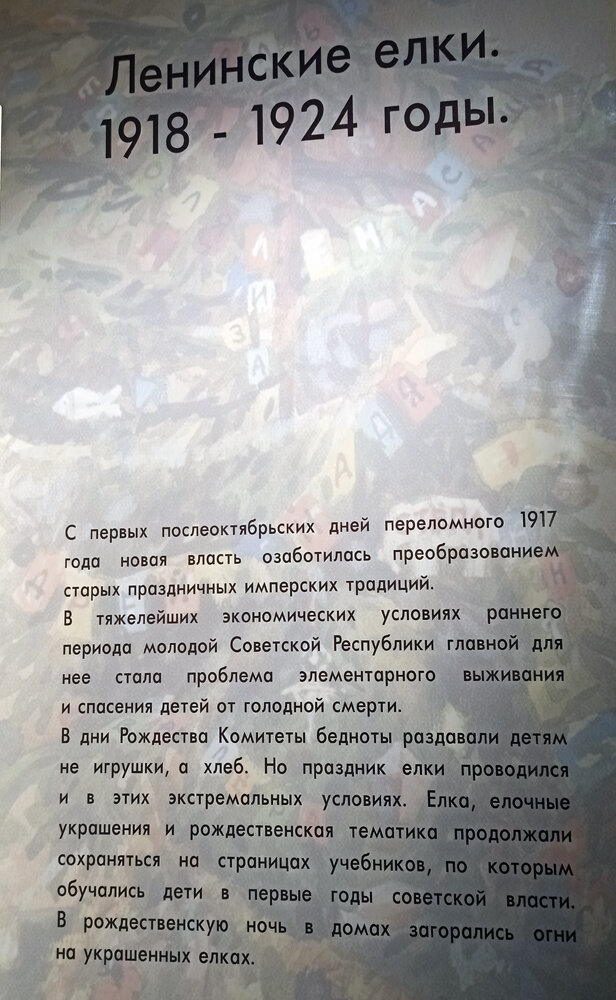 Ленинские елки.
1918 - 1924 годы.
С первых послеоктябрьских дней переломного 1917
года новая власть озаботилась преобразованием
старых праздничных имперских традиций.
В тяжелейших экономических условиях раннего
периода молодой Советской Республики главной для
нее стала проблема элементарного выживания
и спасения детей от голодной смерти.
В дни Рождества Комитеты бедноты раздавали детям
не игрушки, а хлеб. Но праздник елки проводился
и в этих экстремальных условиях. Елка, елочные
украшения и рождественская тематика продолжали
сохраняться на страницах учебников, по которым
обучались дети в первые годы советской власти.
В рождественскую ночь в домах загорались огни
на украшенных елках.